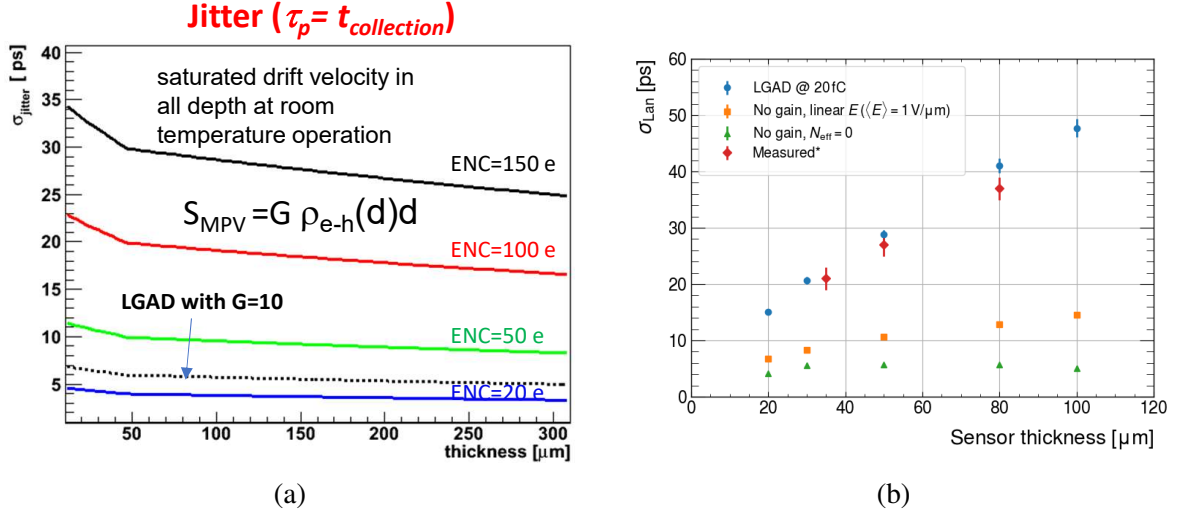 Jitter (τp= tcollection)
σjitter [ ps]
40
35
30
25
20
15
10
5
saturated drift velocity in
all depth at room
temperature operation
ENC=150 e
SMPV =G ρe-h(d)d
ENC=100 e
LGAD with G=10
ENC=50 e
ENC=20 e
50
100
150
200
250
300
thickness [μm]
(a)
σLan [ps]
60
50
40
30
20
10
0
LGAD @ 20fC
No gain, linear E(⟨E⟩ = 1 V/μm)
No gain, Neff = 0
Measured*
0
20
40
60
80
100
120
Sensor thickness [μm]
(b)